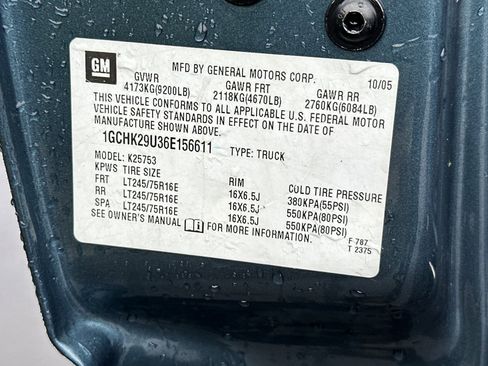 GM
MFD BY GENERAL MOTORS CORP. 10/05
GVWR GAWR FRT GAWR RR
4173KG(9200LB) 2118KG(4670LB) 2760KG(6084LB)
THIS VEHICLE CONFORMS TO ALL APPLICABLE U.S. FEDERAL MOTOR
VEHICLE SAFETY STANDARDS IN EFFECT ON THE DATE OF
MANUFACTURE SHOWN ABOVE.
1GCHK29U36E156611 TYPE: TRUCK
MODEL: K25753
KPWS TIRE SIZE RIM COLD TIRE PRESSURE
FRT LT245/75R16E 16X6.5J 380KPA(55PSI)
RR LT245/75R16E 16X6.5J 550KPA(80PSI)
SPA LT245/75R16E 16X6.5J 550KPA(80PSI)
SEE OWNER'S MANUAL FOR MORE INFORMATION.
F 787
T 2375